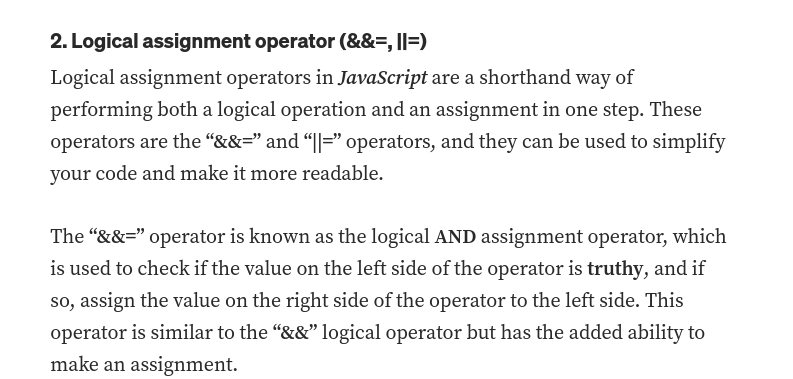 2. Logical assignment operator (&&=, ||=)
Logical assignment operators in JavaScript are a shorthand way of
performing both a logical operation and an assignment in one step. These
operators are the “&&=” and “||=” operators, and they can be used to simplify
your code and make it more readable.
The “&&=” operator is known as the logical AND assignment operator, which
is used to check if the value on the left side of the operator is truthy, and if
so, assign the value on the right side of the operator to the left side. This
operator is similar to the “&&” logical operator but has the added ability to
make an assignment.